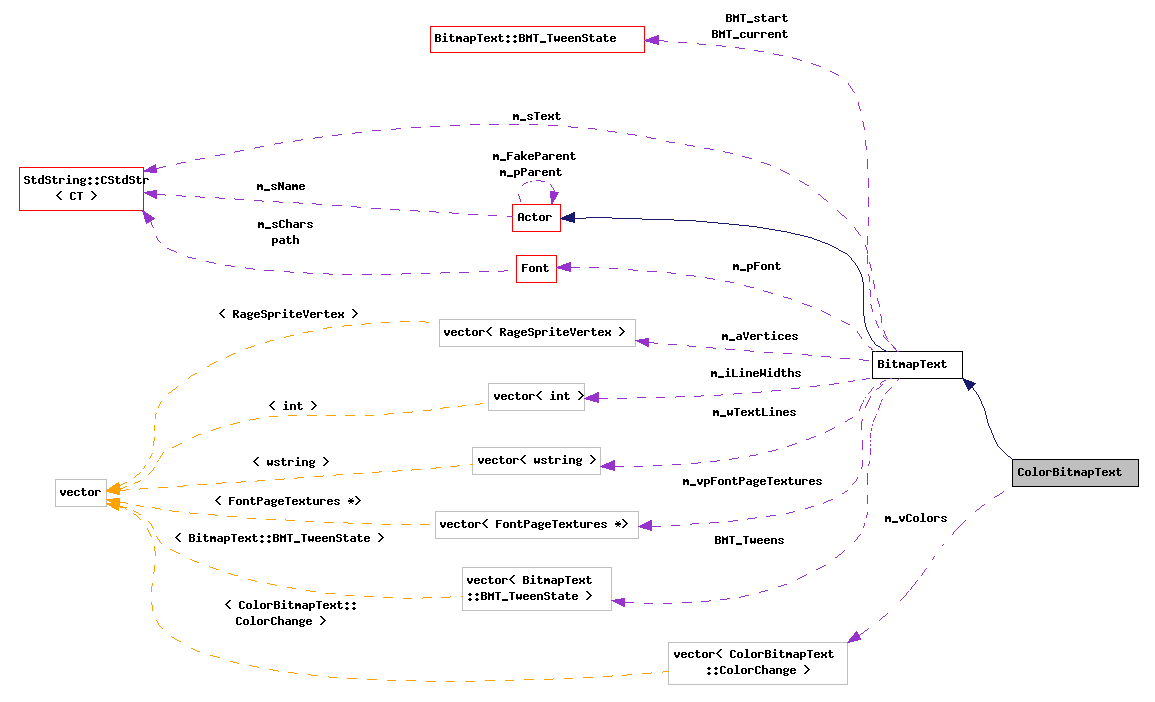 BMT_start
BMT_current
BitmapText::BMT_TweenState
m_sText
m_FakeParent
m_pParent
StdString::CStdStr
< CT >
m_sName
Actor
m_sChars
path
Font
m_pFont
< RageSpriteVertex >
vector< RageSpriteVertex >
m_aVertices
BitmapText
m_iLineWidths
vector< int >
< int >
m_wTextLines
< wstring >
vector< wstring >
ColorBitmapText
m_vpFontPageTextures
vector
< FontPageTextures *>
vector< FontPageTextures *>
m_vColors
< BitmapText::BMT_TweenState >
BMT_Tweens
vector< BitmapText
::BMT_TweenState >
< ColorBitmapText::
ColorChange >
vector< ColorBitmapText
::ColorChange >